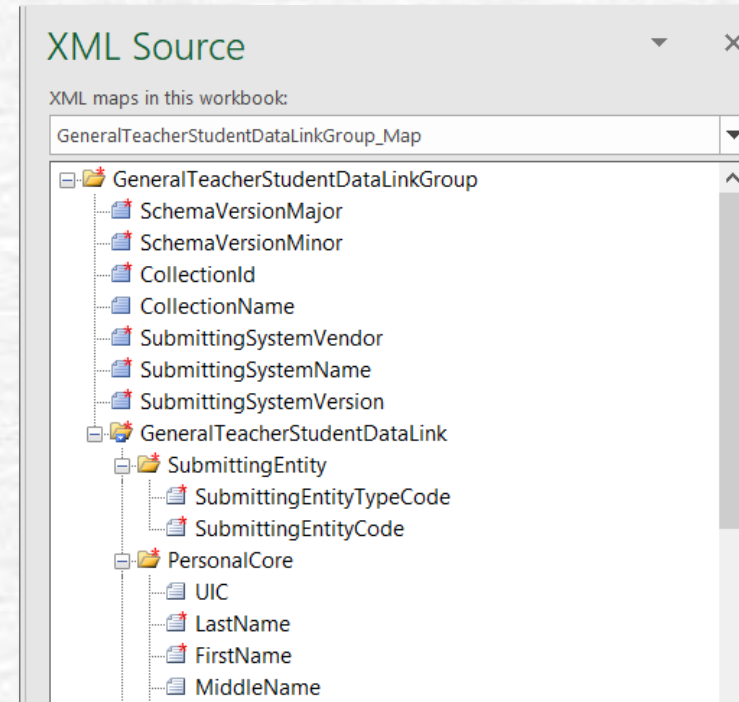 XML Source
XML maps in this workbook:
GeneralTeacherStudentDataLinkGroup_Map
GeneralTeacherStudentDataLinkGroup
SchemaVersionMajor
SchemaVersionMinor
CollectionId
CollectionName
SubmittingSystemVendor
SubmittingSystemName
SubmittingSystemVersion
GeneralTeacherStudentDataLink
SubmittingEntity
SubmittingEntityTypeCode
SubmittingEntityCode
PersonalCore
UIC
LastName
FirstName
MiddleName